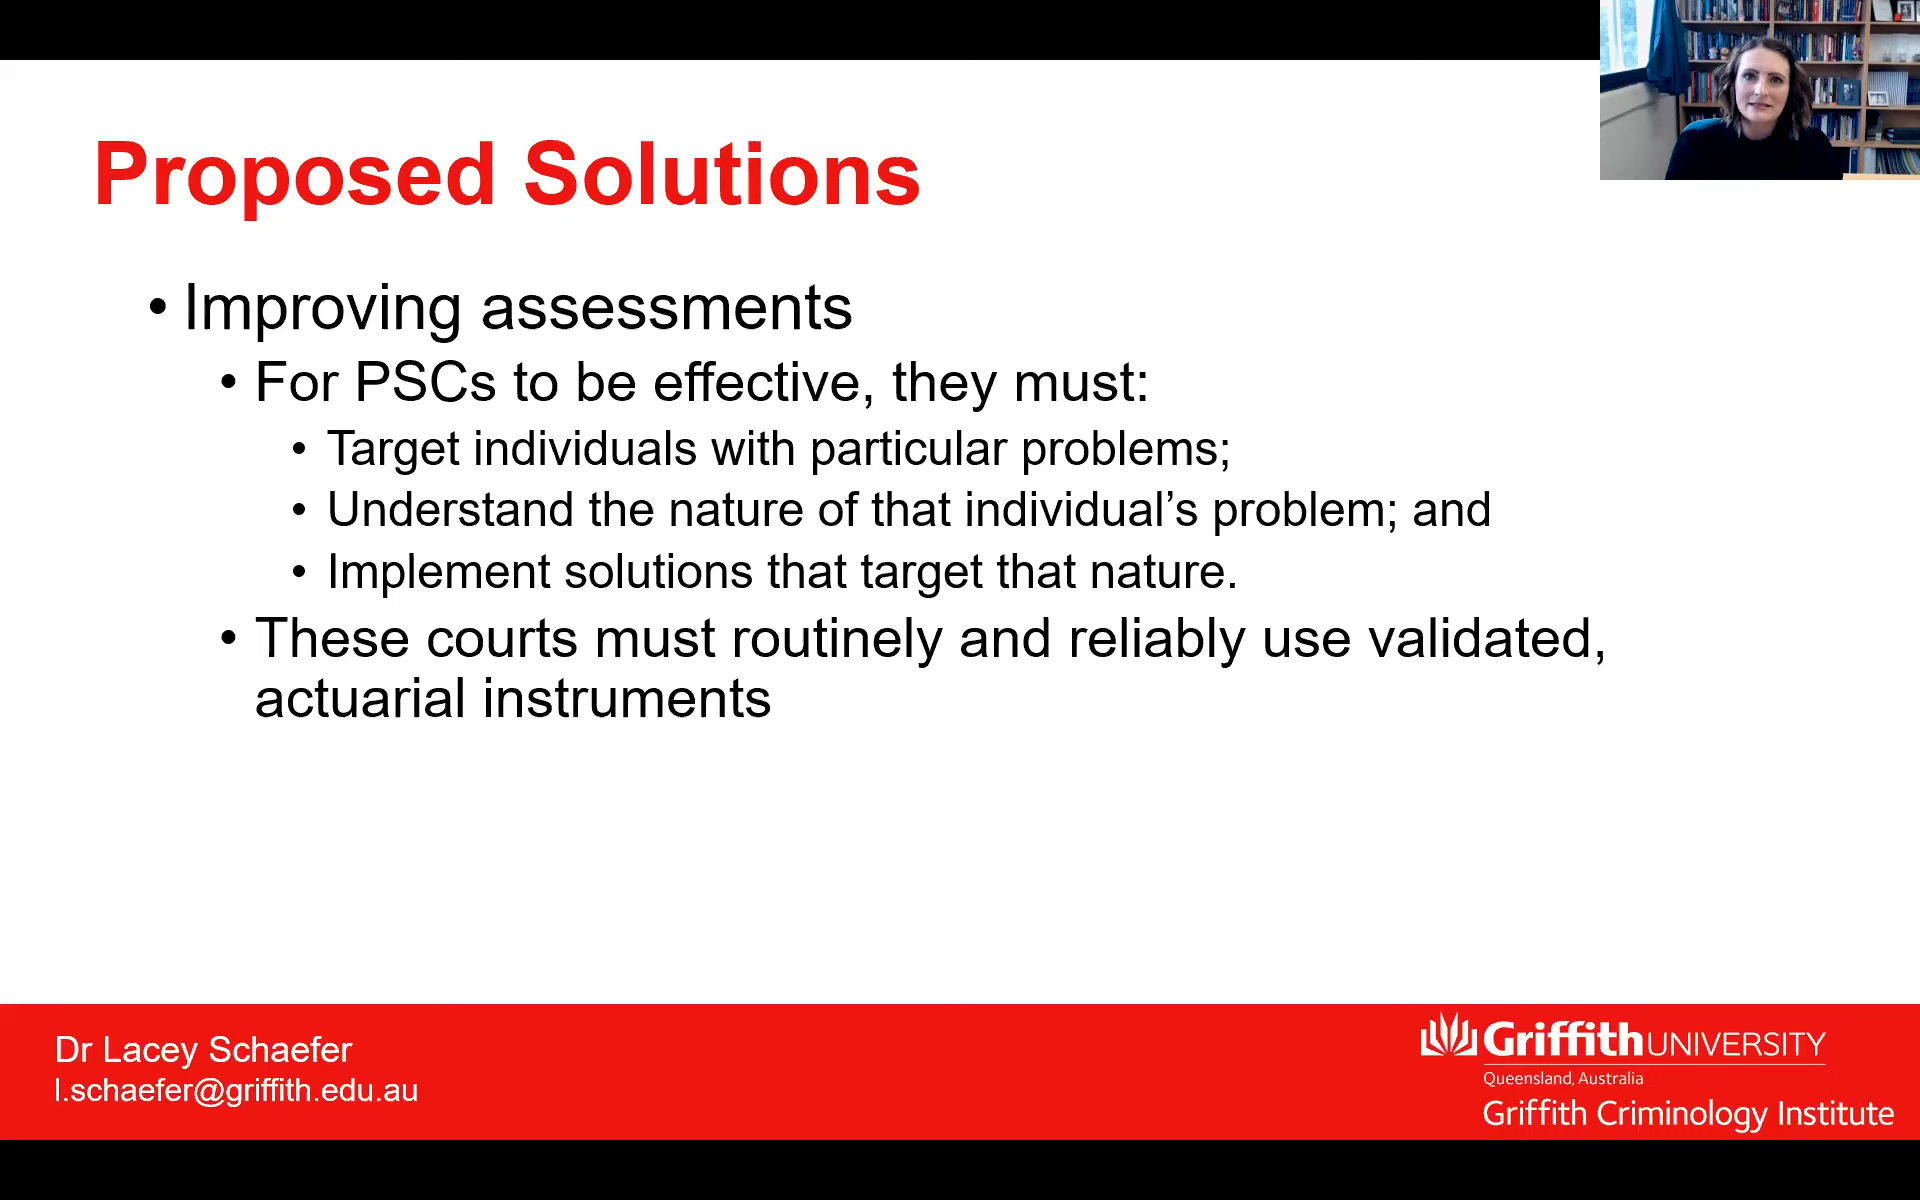 Proposed Solutions
• Improving assessments
• For PSCs to be effective, they must:
• Target individuals with particular problems;
• Understand the nature of that individual’s problem; and
• Implement solutions that target that nature.
• These courts must routinely and reliably use validated,
actuarial instruments
Dr Lacey Schaefer
l.schaefer@griffith.edu.au
Griffith UNIVERSITY
Queensland, Australia
Griffith Criminology Institute